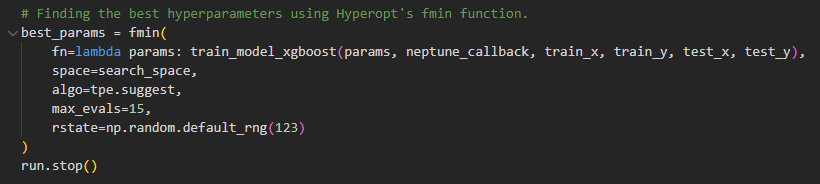 # Finding the best hyperparameters using Hyperopt's fmin function.
best_params = fmin(
    fn=lambda params: train_model_xgboost(params, neptune_callback, train_x, train_y, test_x, test_y),
    space=search_space,
    algo=tpe.suggest,
    max_evals=15,
    rstate=np.random.default_rng(123)
)
run.stop()